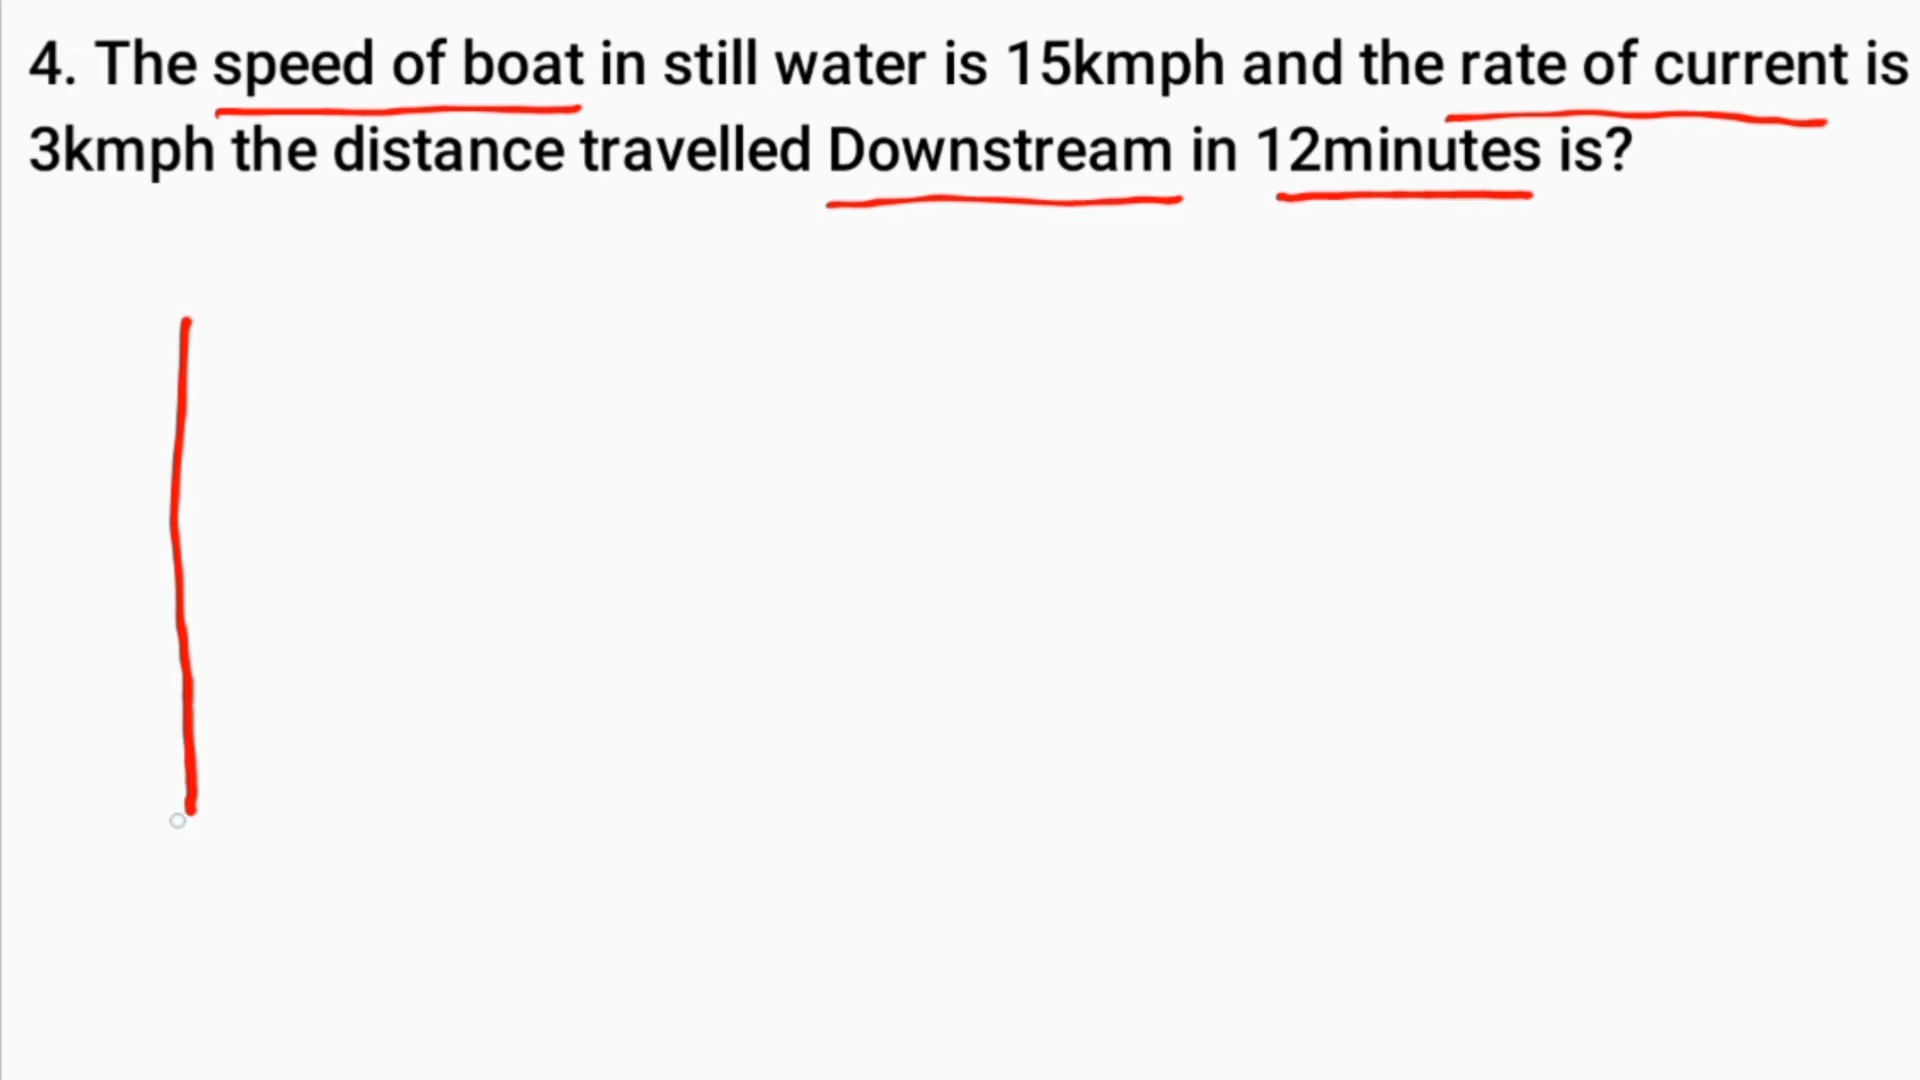 4. The speed of boat in still water is 15kmph and the rate of current is
3kmph the distance travelled Downstream in 12minutes is?